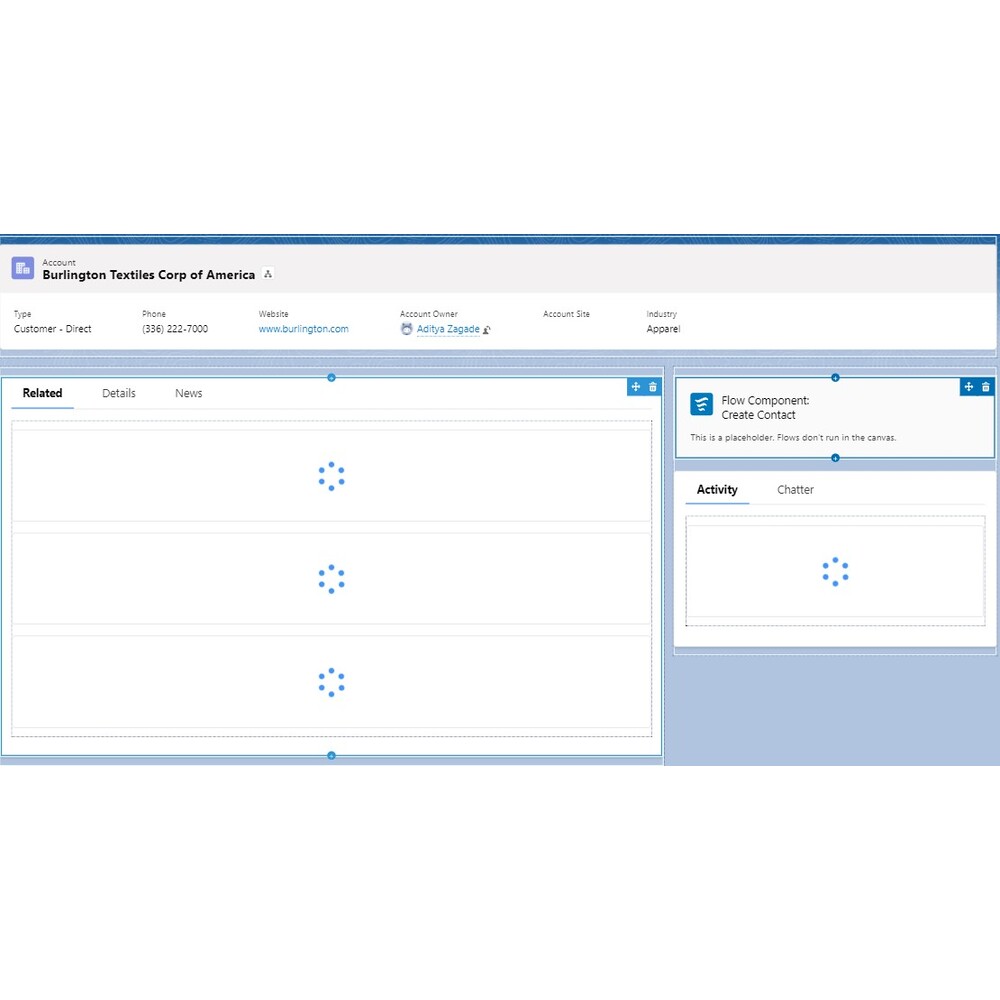 Account
Burlington Textiles Corp of America
Type Phone Website Account Owner Account Site Industry
Customer - Direct (336) 222-7000 www.burlington.com Aditya Zagade Apparel
Related Details News
Flow Component:
Create Contact
This is a placeholder. Flows don't run in the canvas.
Activity Chatter